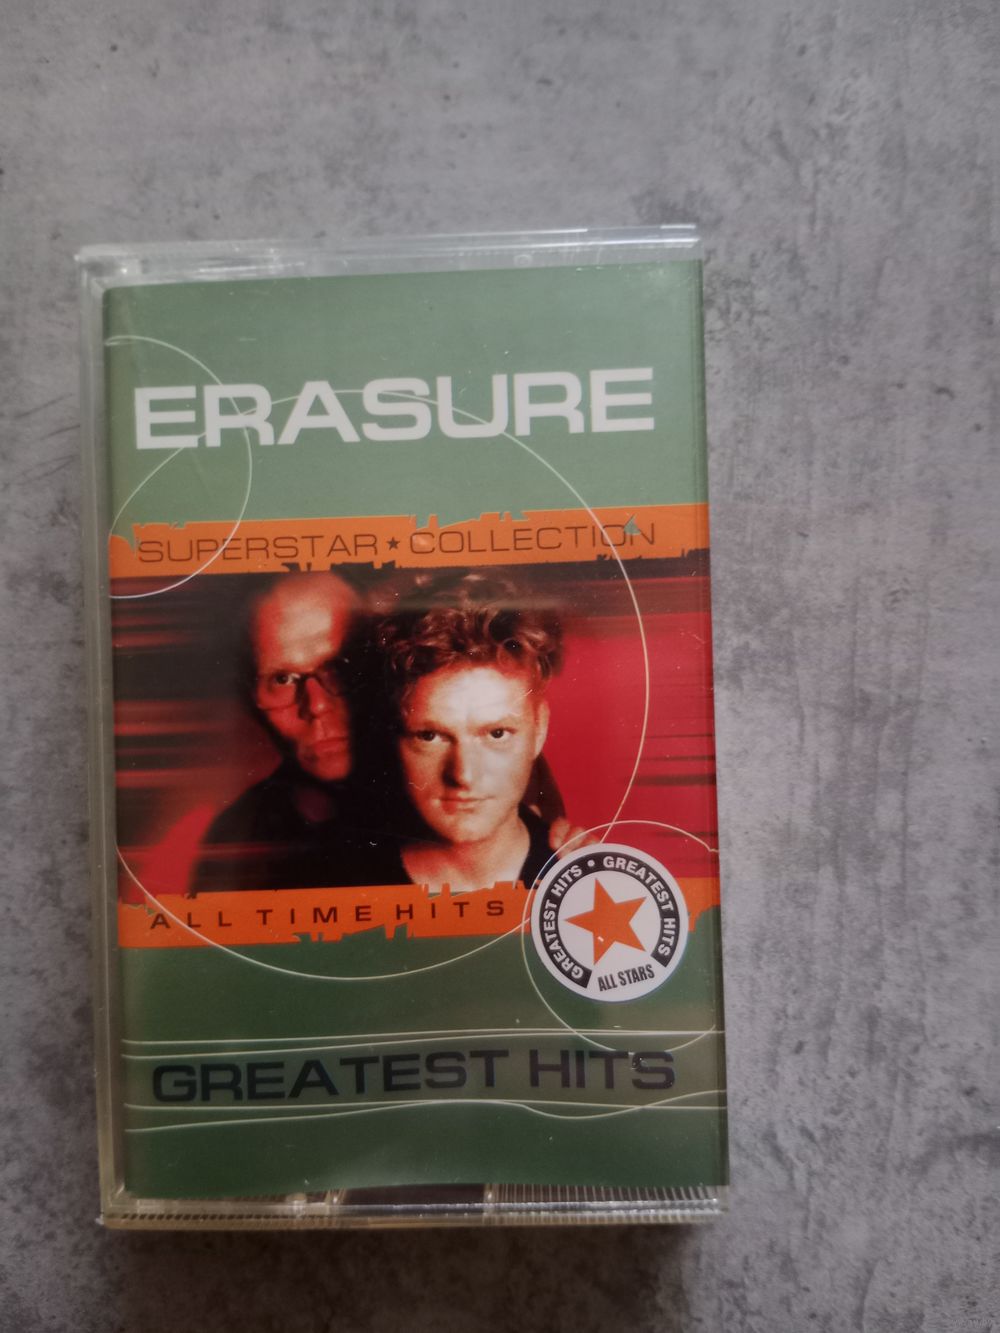 ERASURE
SUPERSTAR★COLLECTION
ALL TIME HITS
GREATEST HITS • GREATEST HITS
ALL STARS
GREATEST HITS